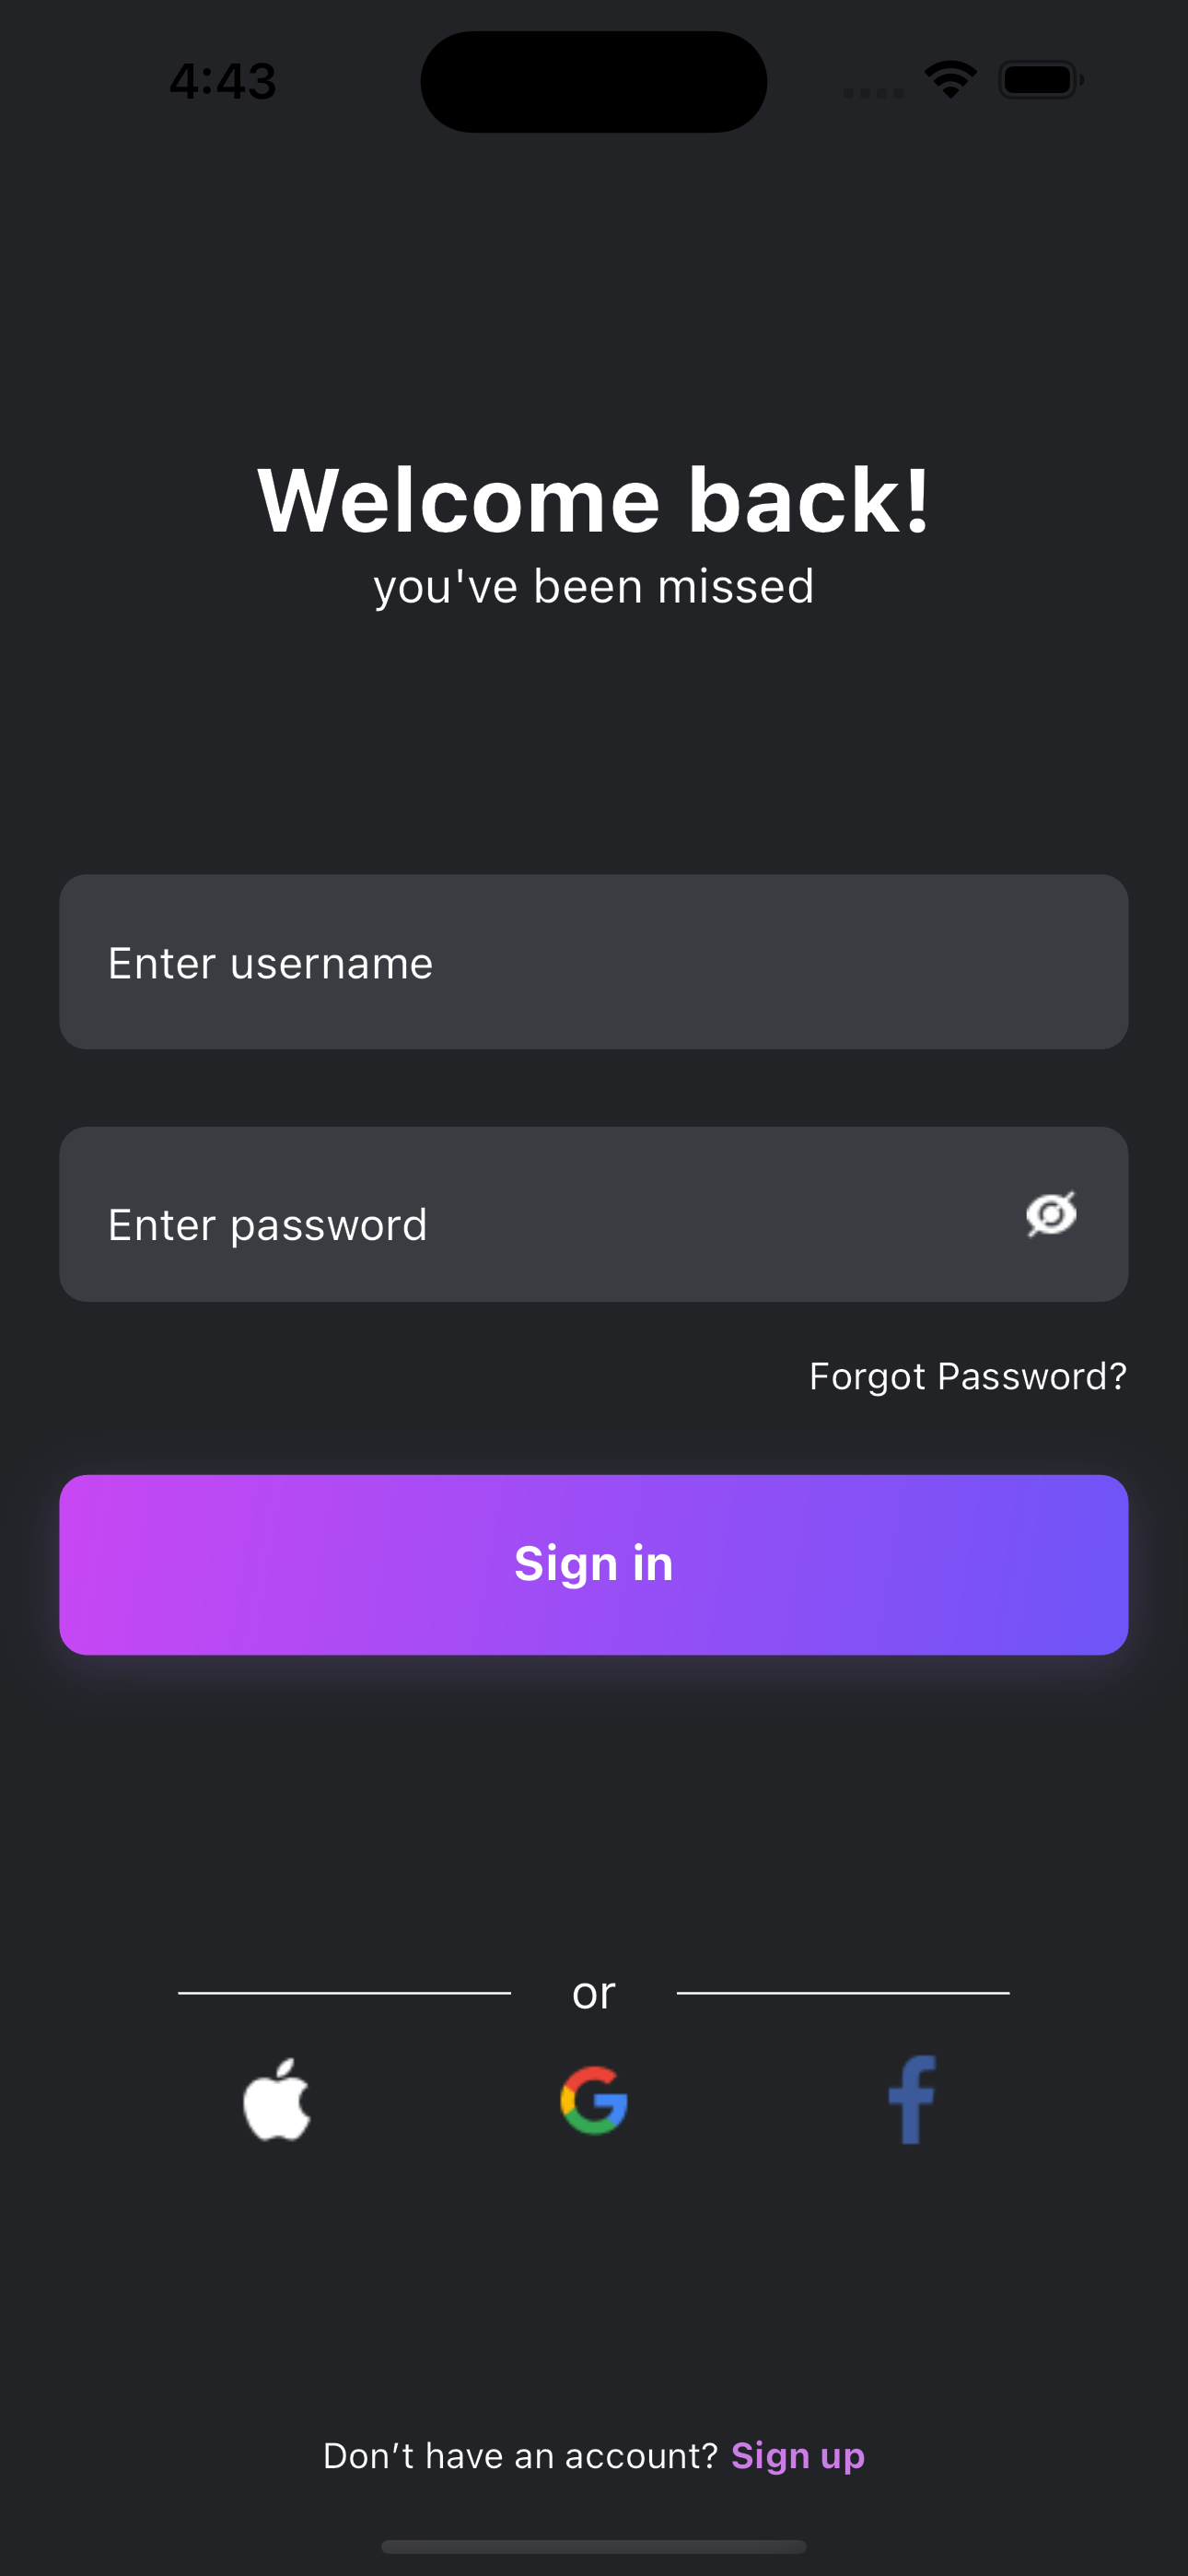 4:43
Welcome back!
you've been missed
Enter username
Enter password
Forgot Password?
Sign in
or
Don’t have an account? Sign up